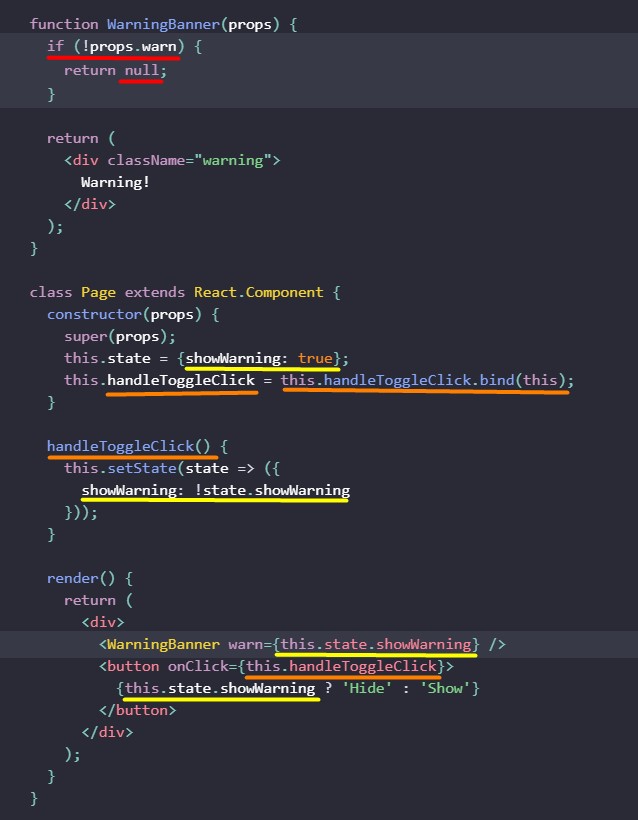 function WarningBanner(props) {
  if (!props.warn) {
    return null;
  }
  return (
    <div className="warning">
      Warning!
    </div>
  );
}
class Page extends React.Component {
  constructor(props) {
    super(props);
    this.state = {showWarning: true};
    this.handleToggleClick = this.handleToggleClick.bind(this);
  }
  handleToggleClick() {
    this.setState(state => ({
      showWarning: !state.showWarning
    }));
  }
  render() {
    return (
      <div>
        <WarningBanner warn={this.state.showWarning} />
        <button onClick={this.handleToggleClick}>
          {this.state.showWarning ? 'Hide' : 'Show'}
        </button>
      </div>
    );
  }
}